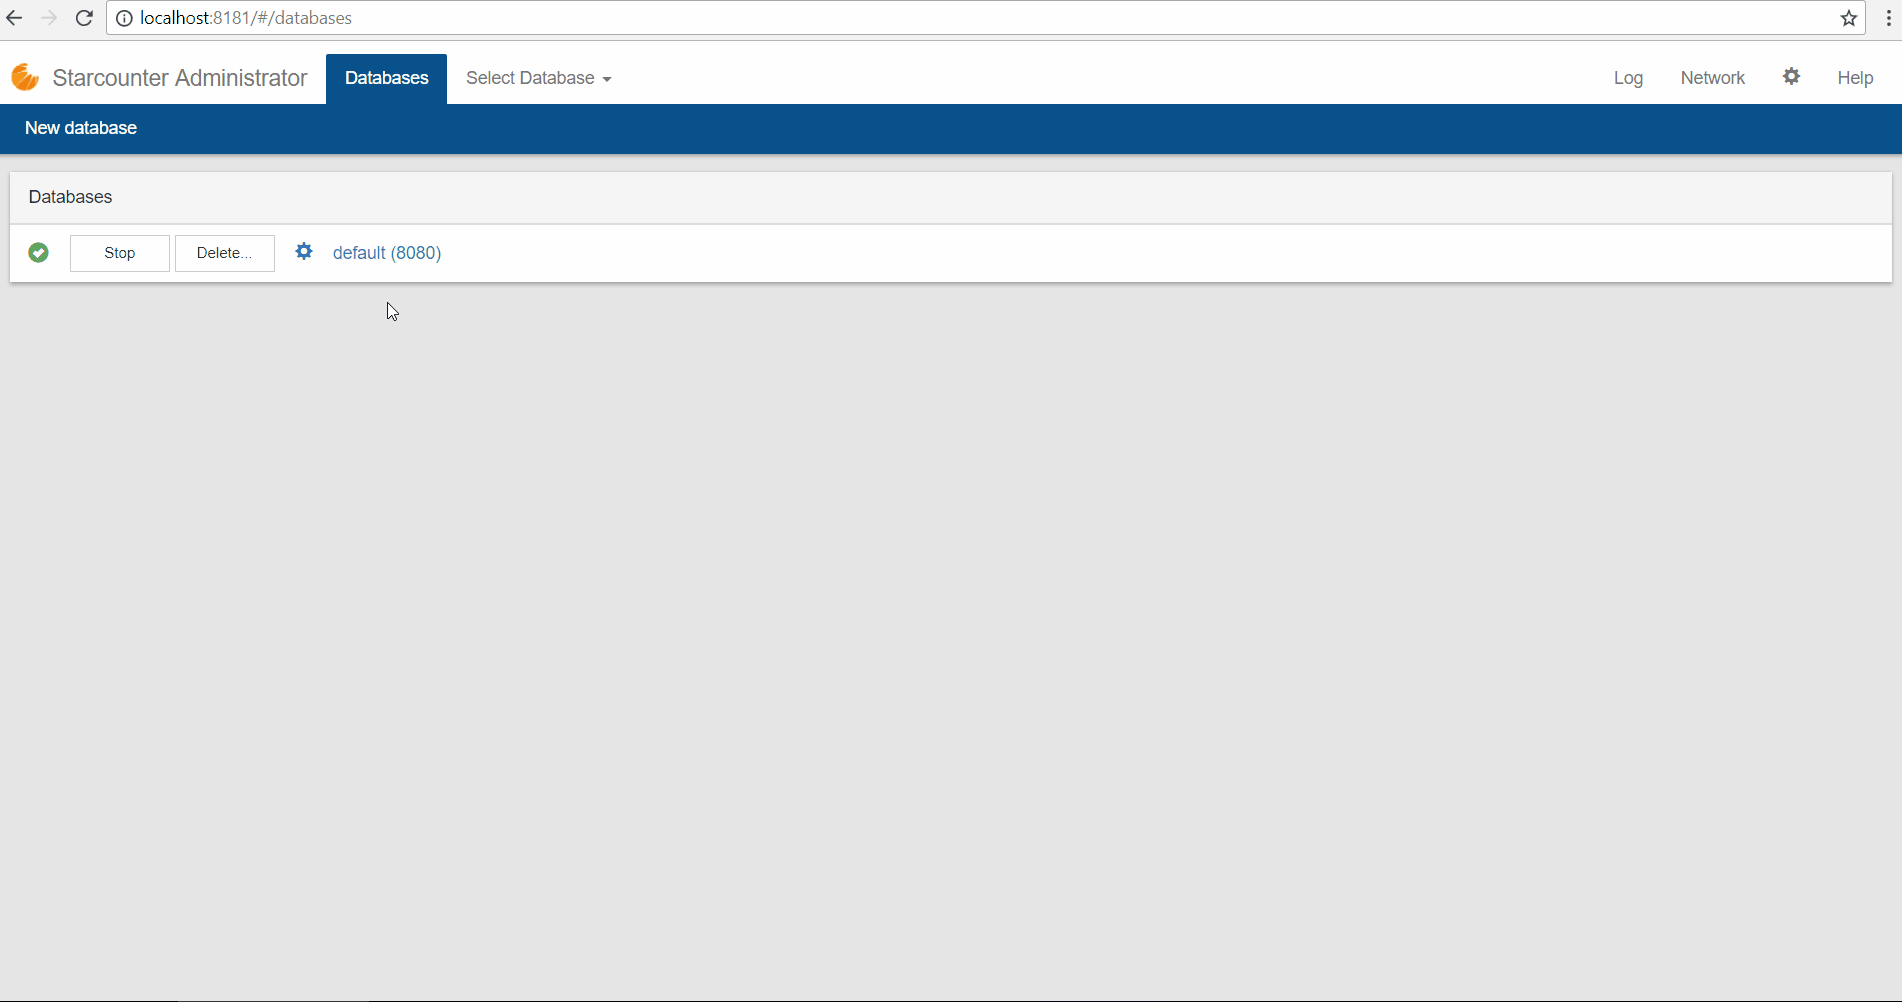 localhost:8181/#/databases
Starcounter Administrator Databases Select Database Log Network Help
New database
Databases
Stop Delete... default (8080)